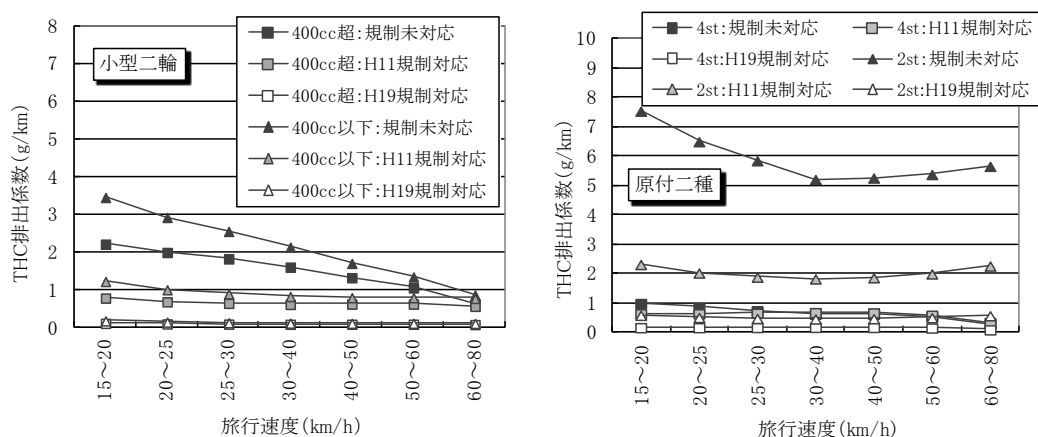 8
7
6
5
4
3
2
1
0
THC排出係数(g/km)
小型二輪
400cc超:規制未対応
400cc超:H11規制対応
400cc超:H19規制対応
400cc以下:規制未対応
400cc以下:H11規制対応
400cc以下:H19規制対応
15～20
20～25
25～30
30～40
40～50
50～60
60～80
旅行速度(km/h)
4st:規制未対応 4st:H11規制対応
4st:H19規制対応 2st:規制未対応
2st:H11規制対応 2st:H19規制対応
10
9
8
7
6
5
4
3
2
1
0
THC排出係数(g/km)
原付二種
15～20
20～25
25～30
30～40
40～50
50～60
60～80
旅行速度(km/h)